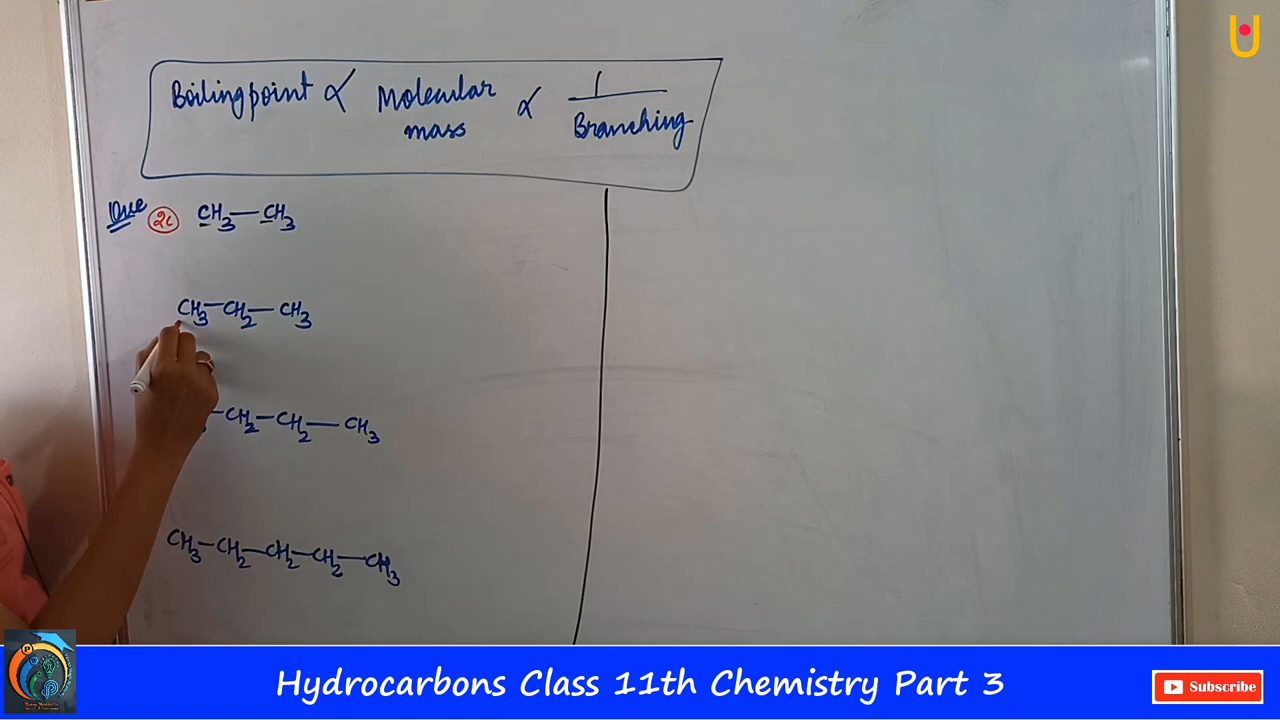 Boiling point ∝ Molecular mass ∝ 1/Branching
Que 2C CH3—CH3
CH3—CH2—CH3
—CH2—CH2—CH3
CH3—CH2—CH2—CH2—CH3
Hydrocarbons Class 11th Chemistry Part 3
Subscribe